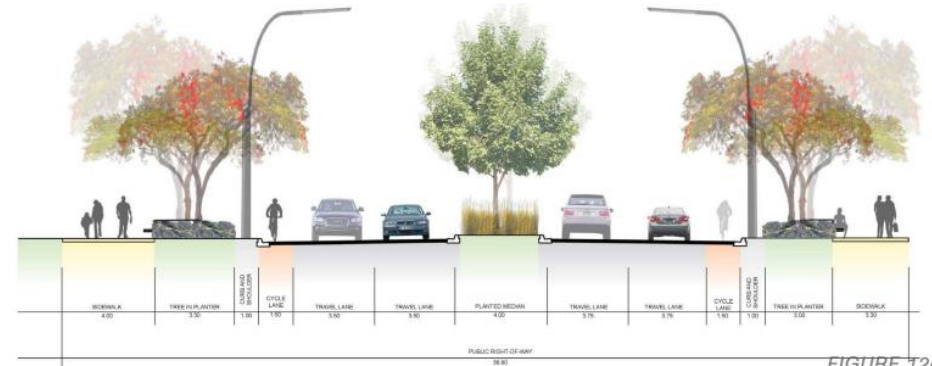 SIDEWALK
4.00
TREE IN PLANTER
3.50
CURB AND
SHOULDER
1.00
CYCLE
LANE
1.50
TRAVEL LANE
3.50
TRAVEL LANE
3.50
PLANTED MEDIAN
4.00
TRAVEL LANE
3.75
TRAVEL LANE
3.75
CYCLE
LANE
1.50
CURB AND
SHOULDER
1.00
TREE IN PLANTER
3.00
SIDEWALK
3.30
PUBLIC RIGHT-OF-WAY
FIGURE